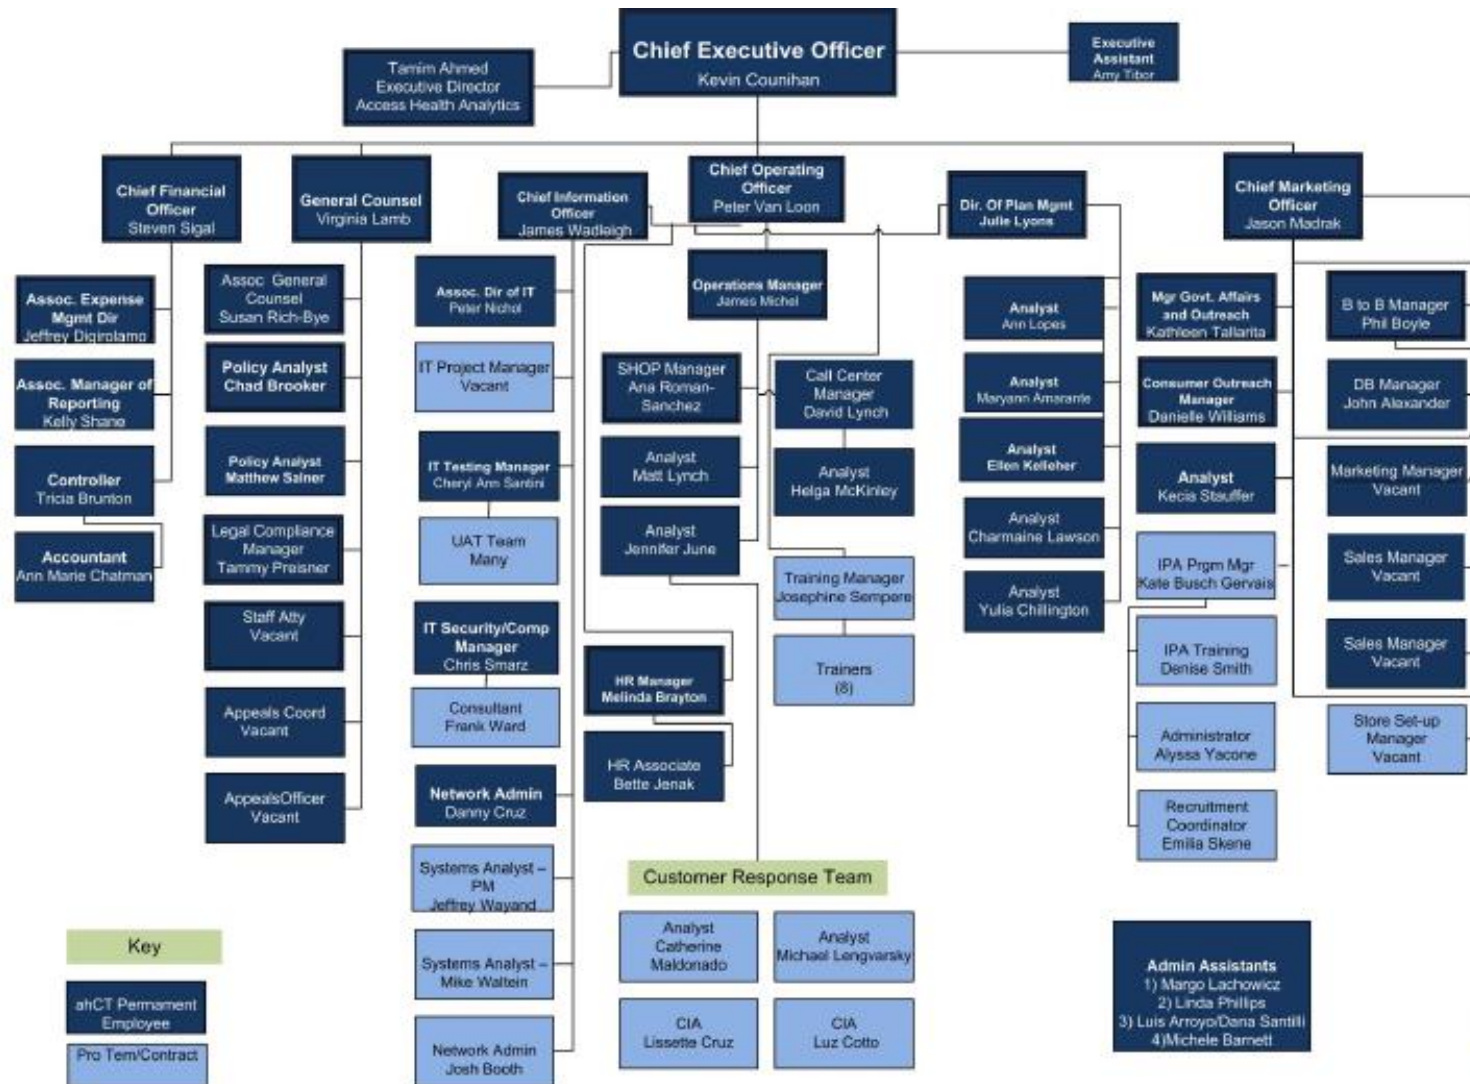 Chief Executive Officer
Kevin Counihan
Executive
Assistant
Amy Tibor
Tamim Ahmed
Executive Director
Access Health Analytics
Chief Financial
Officer
Steven Sigal
General Counsel
Virginia Lamb
Chief Information
Officer
James Wadleigh
Chief Operating
Officer
Peter Van Loon
Dir. Of Plan Mgmt
Julie Lyons
Chief Marketing
Officer
Jason Madrak
Assoc. Expense
Mgmt Dir
Jeffrey Digirolamo
Assoc. Manager of
Reporting
Kelly Shane
Controller
Tricia Brunton
Accountant
Ann Marie Chatman
Assoc General
Counsel
Susan Rich-Bye
Policy Analyst
Chad Brooker
Policy Analyst
Matthew Salner
Legal Compliance
Manager
Tammy Preisner
Staff Atty
Vacant
Appeals Coord
Vacant
AppealsOfficer
Vacant
Assoc. Dir of IT
Peter Nichol
IT Project Manager
Vacant
IT Testing Manager
Cheryl Ann Santini
UAT Team
Many
IT Security/Comp
Manager
Chris Smarz
Consultant
Frank Ward
Network Admin
Danny Cruz
Systems Analyst –
PM
Jeffrey Wayand
Systems Analyst –
Mike Waltein
Network Admin
Josh Booth
Operations Manager
James Michel
SHOP Manager
Ana Roman-
Sanchez
Analyst
Matt Lynch
Analyst
Jennifer June
Call Center
Manager
David Lynch
Analyst
Helga McKinley
Training Manager
Josephine Sempere
Trainers
(8)
HR Manager
Melinda Brayton
HR Associate
Bette Jenak
Customer Response Team
Analyst
Catherine
Maldonado
Analyst
Michael Lengvarsky
CIA
Lissette Cruz
CIA
Luz Cotto
Analyst
Ann Lopes
Analyst
Maryann Amarante
Analyst
Ellen Kelleher
Analyst
Charmaine Lawson
Analyst
Yulia Chillington
Mgr Govt. Affairs
and Outreach
Kathleen Tallarita
Consumer Outreach
Manager
Danielle Williams
Analyst
Kecia Stauffer
IPA Prgm Mgr
Kate Busch Gervais
IPA Training
Denise Smith
Administrator
Alyssa Yacone
Recruitment
Coordinator
Emilia Skene
B to B Manager
Phil Boyle
DB Manager
John Alexander
Marketing Manager
Vacant
Sales Manager
Vacant
Sales Manager
Vacant
Store Set-up
Manager
Vacant
Key
ahCT Permament
Employee
Pro Tem/Contract
Admin Assistants
1) Margo Lachowicz
2) Linda Phillips
3) Luis Arroyo/Dana Santilli
4)Michele Barnett